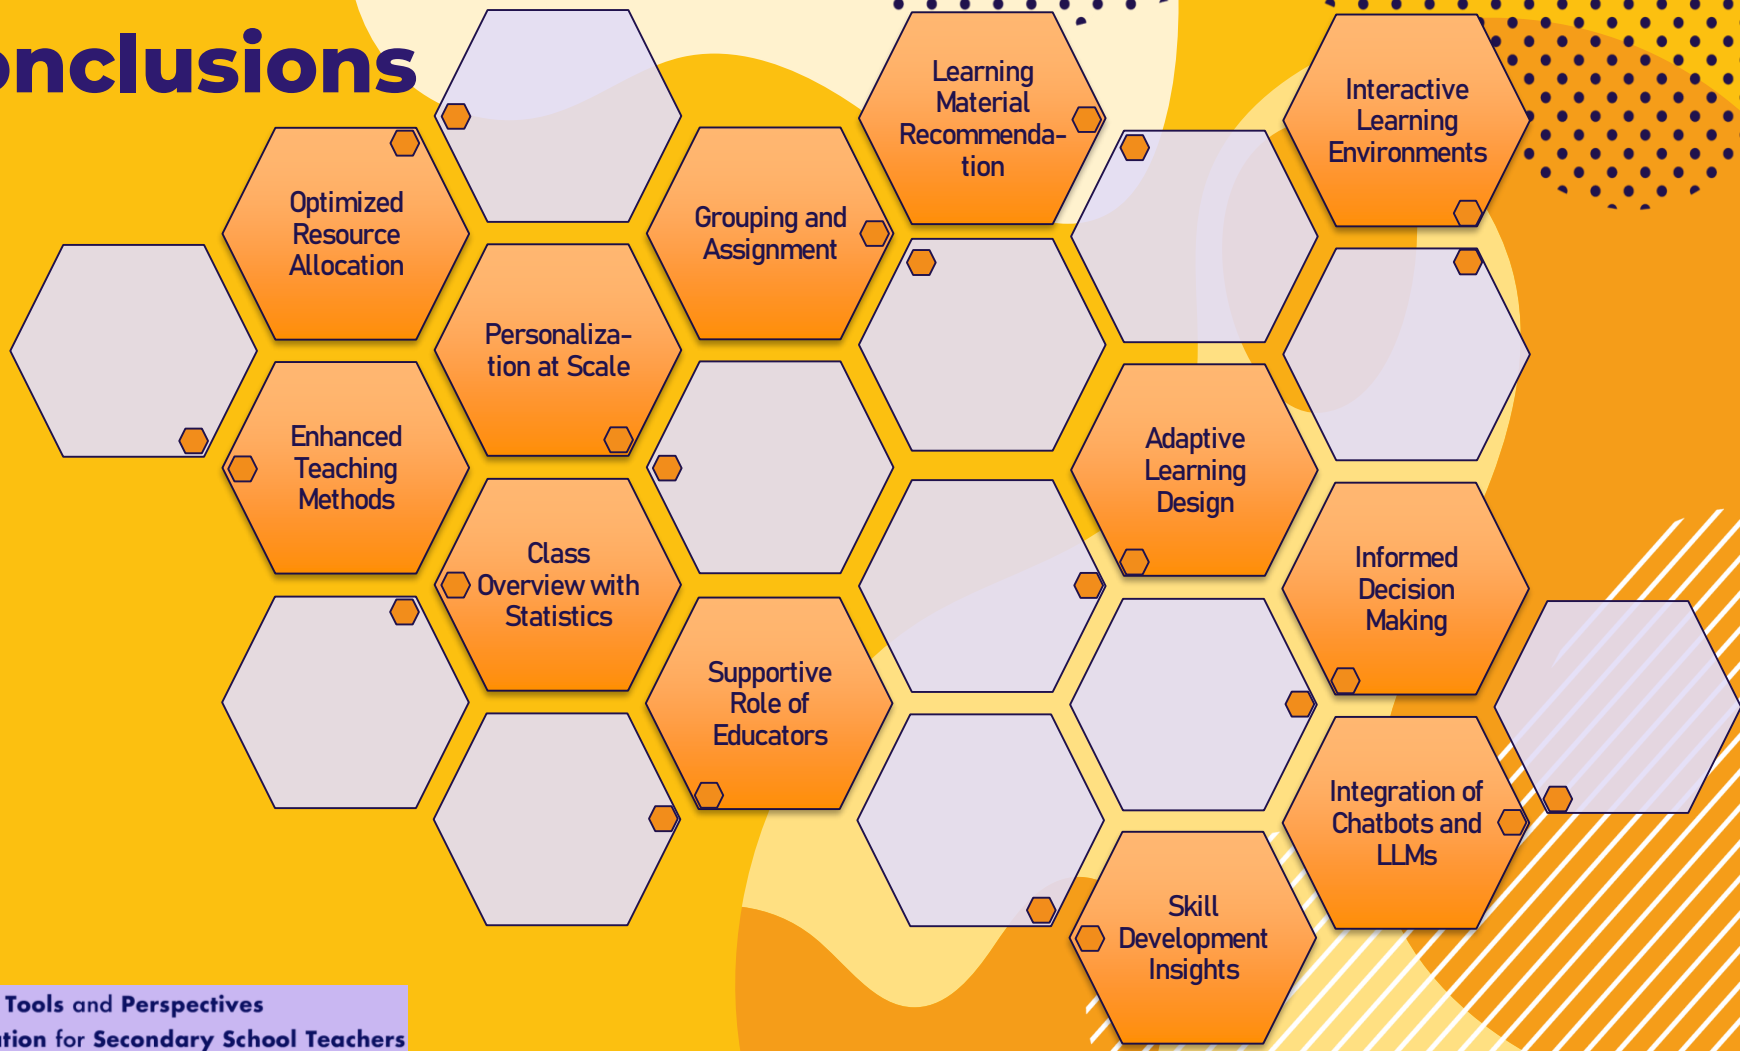 onclusions
Learning
Material
Recommenda-
tion
Interactive
Learning
Environments
Optimized
Resource
Allocation
Grouping and
Assignment
Personaliza-
tion at Scale
Enhanced
Teaching
Methods
Adaptive
Learning
Design
Class
Overview with
Statistics
Informed
Decision
Making
Supportive
Role of
Educators
Integration of
Chatbots and
LLMs
Skill
Development
Insights
Tools and Perspectives
tion for Secondary School Teachers